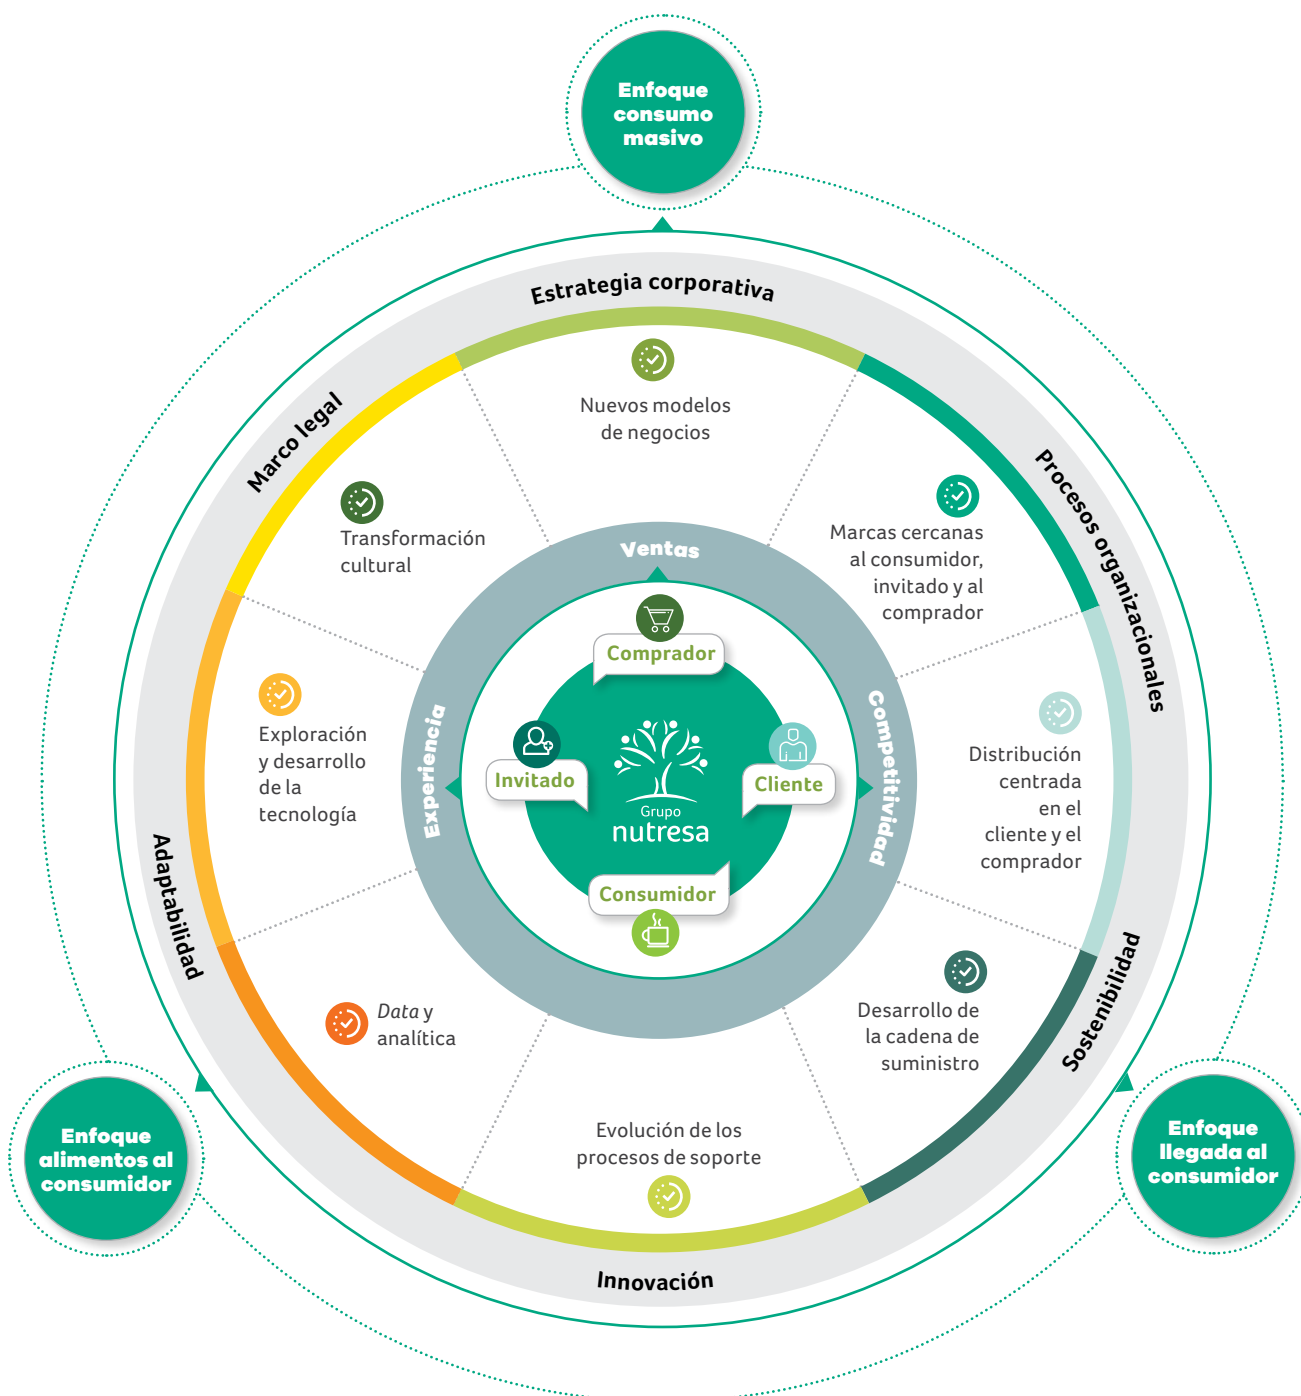 Enfoque
consumo
masivo
Estrategia corporativa
Marco legal
Procesos organizacionales
Nuevos modelos
de negocios
Transformación
cultural
Marcas cercanas
al consumidor,
invitado y al
comprador
Ventas
Comprador
Experiencia
Competitividad
Exploración
y desarrollo
de la
tecnología
Invitado
Cliente
Grupo
nutresa
Consumidor
Distribución
centrada
en el
cliente y el
comprador
Adaptabilidad
Sostenibilidad
Data y
analítica
Desarrollo de
la cadena de
suministro
Evolución de los
procesos de soporte
Innovación
Enfoque
alimentos al
consumidor
Enfoque
llegada al
consumidor